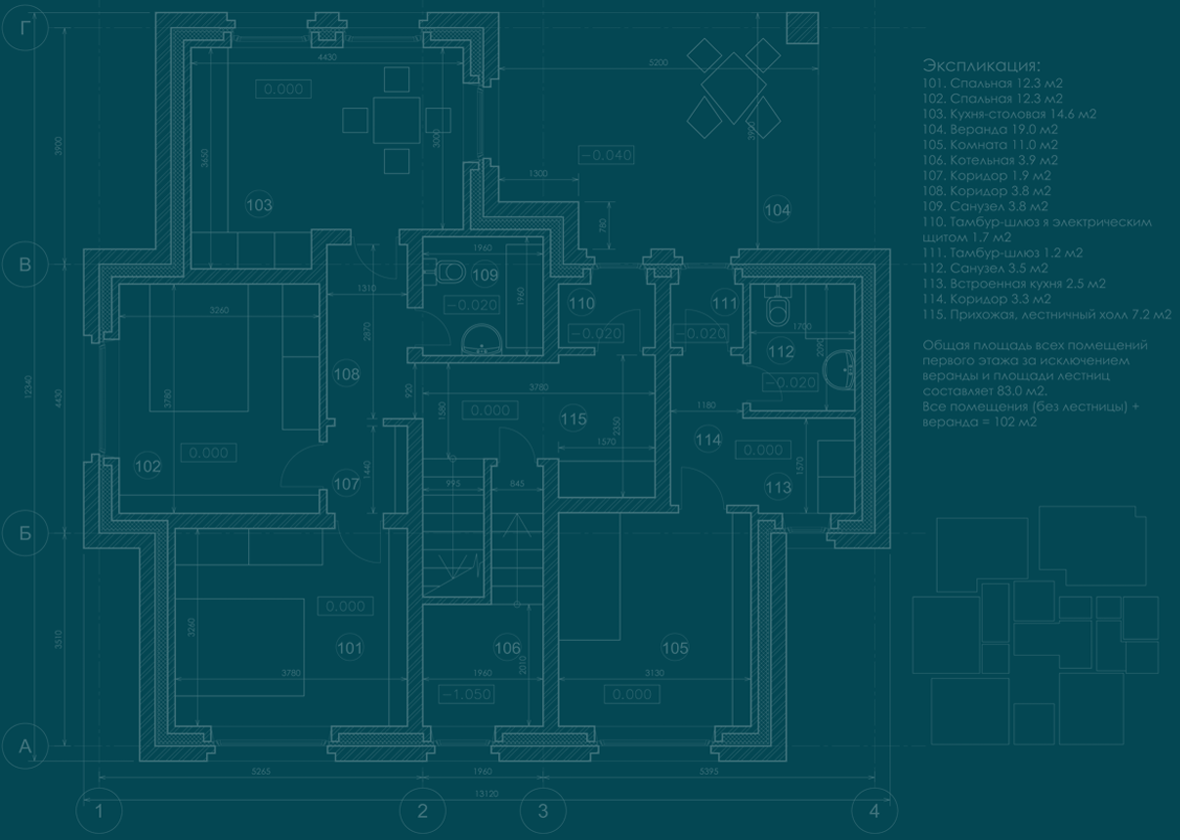 Г
4430
5200
0.000
3900
3650
3000
3900
-0.040
1300
103
104
780
В
1960
109
1310
-0.020
1960
110
111
-0.020
-0.020
3260
2870
1700
112
2090
-0.020
12340
4430
3780
108
920
1580
3780
0.000
115
1180
2350
1570
114
0.000
1570
0.000
102
107
1440
995
845
113
Б
3510
3260
0.000
101
106
105
2010
3780
1960
3130
-1.050
0.000
А
5265
1960
5395
13120
1
2
3
4
Экспликация:
101. Спальная 12.3 м2
102. Спальная 12.3 м2
103. Кухня-столовая 14.6 м2
104. Веранда 19.0 м2
105. Комната 11.0 м2
106. Котельная 3.9 м2
107. Коридор 1.9 м2
108. Коридор 3.8 м2
109. Санузел 3.8 м2
110. Тамбур-шлюз я электрическим
щитом 1.7 м2
111. Тамбур-шлюз 1.2 м2
112. Санузел 3.5 м2
113. Встроенная кухня 2.5 м2
114. Коридор 3.3 м2
115. Прихожая, лестничный холл 7.2 м2
Общая площадь всех помещений
первого этажа за исключением
веранды и площади лестниц
составляет 83,0 м2.
Все помещения (без лестницы) +
веранда = 102 м2